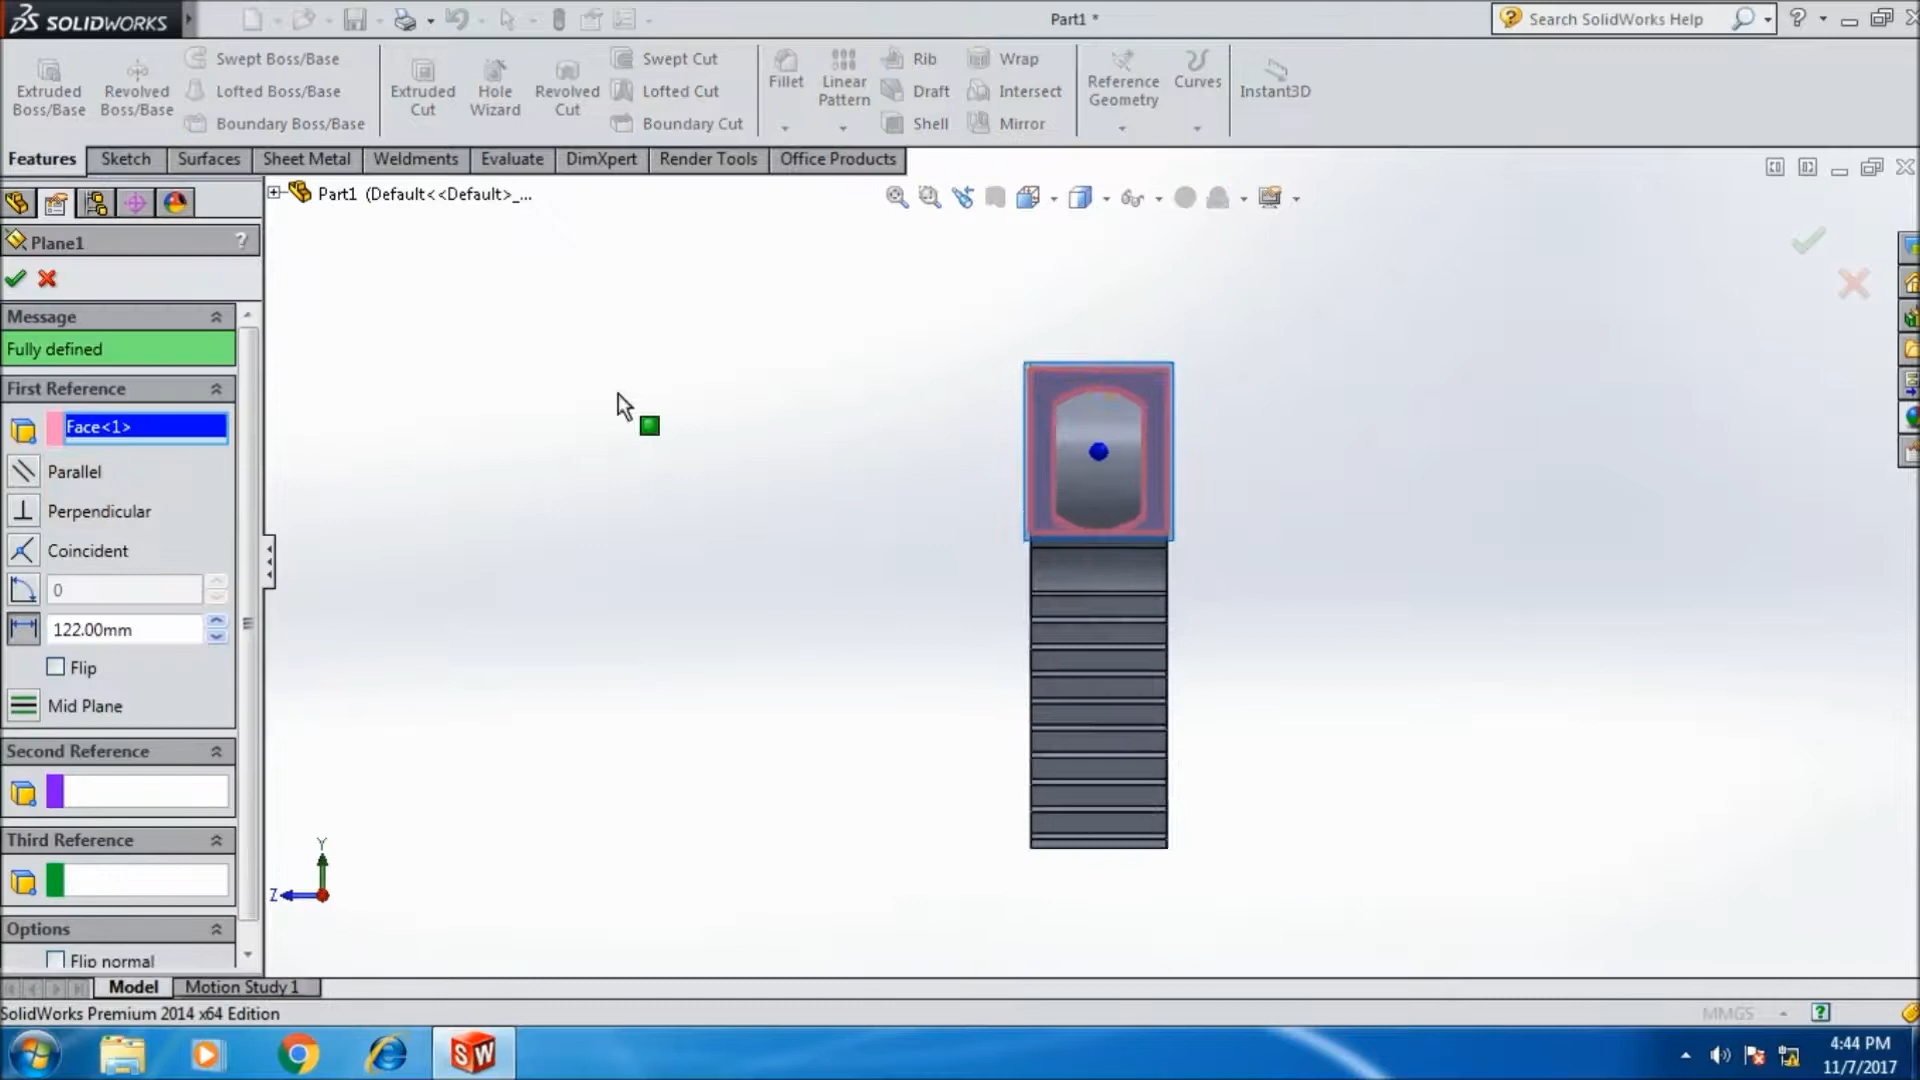 SOLIDWORKS
Part1 *
Search SolidWorks Help
Extruded Boss/Base
Revolved Boss/Base
Swept Boss/Base
Lofted Boss/Base
Boundary Boss/Base
Extruded Cut
Hole Wizard
Revolved Cut
Swept Cut
Lofted Cut
Boundary Cut
Fillet
Linear Pattern
Rib
Draft
Shell
Wrap
Intersect
Mirror
Reference Geometry
Curves
Instant3D
Features
Sketch
Surfaces
Sheet Metal
Weldments
Evaluate
DimXpert
Render Tools
Office Products
Part1 (Default<<Default>_...
Plane1
?
Message
Fully defined
First Reference
Face<1>
Parallel
Perpendicular
Coincident
0
122.00mm
Flip
Mid Plane
Second Reference
Third Reference
Options
Flip normal
Y
Z
Model
Motion Study 1
SolidWorks Premium 2014 x64 Edition
MMGS
4:44 PM
11/7/2017